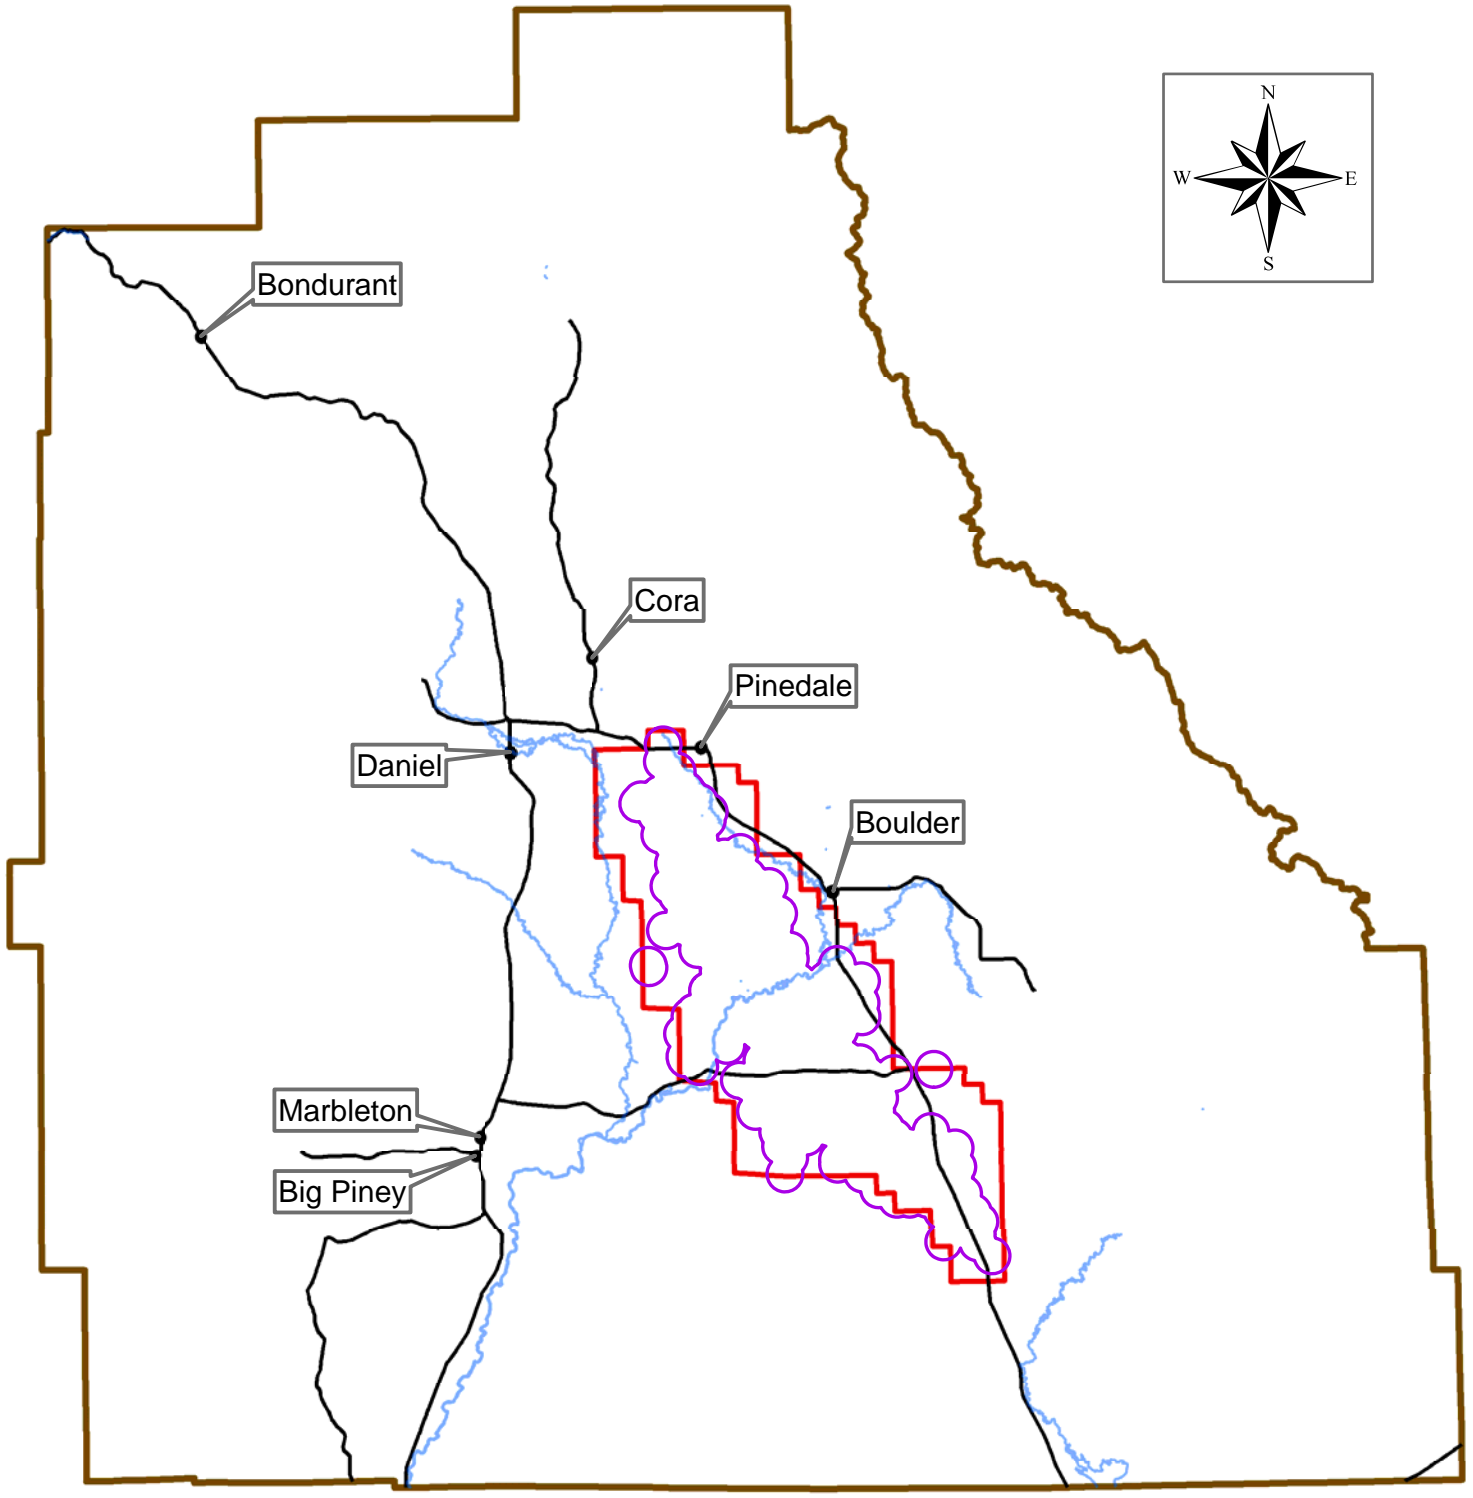 N
W
E
S
Bondurant
Cora
Pinedale
Daniel
Boulder
Marbleton
Big Piney